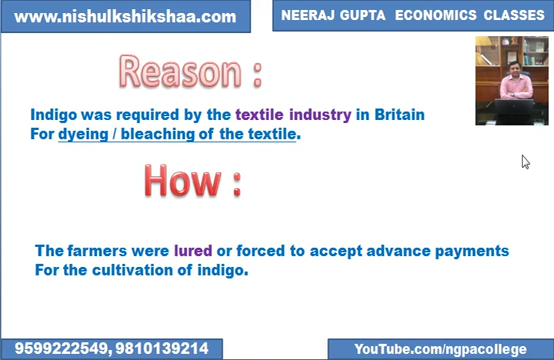 www.nishulkshikshaa.com
NEERAJ GUPTA ECONOMICS CLASSES
Reason :
Indigo was required by the textile industry in Britain
For dyeing / bleaching of the textile.
How :
The farmers were lured or forced to accept advance payments
For the cultivation of indigo.
9599222549, 9810139214
YouTube.com/ngpacollege